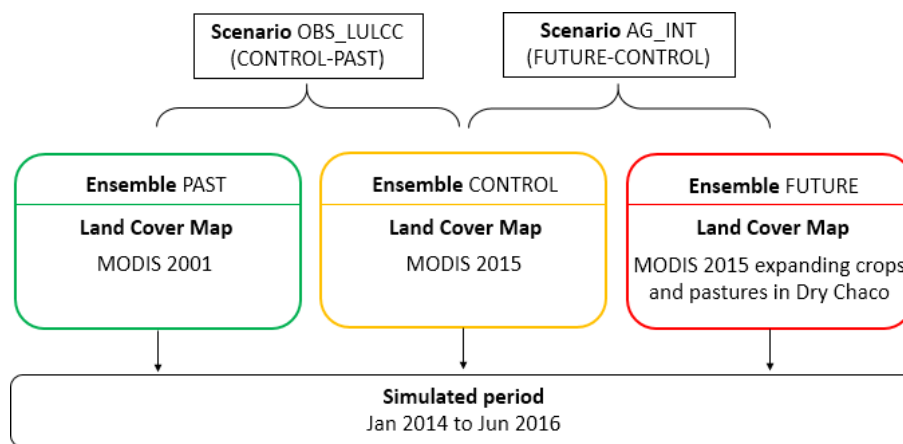 Scenario OBS_LULCC
(CONTROL-PAST)
Scenario AG_INT
(FUTURE-CONTROL)
Ensemble PAST
Land Cover Map
MODIS 2001
Ensemble CONTROL
Land Cover Map
MODIS 2015
Ensemble FUTURE
Land Cover Map
MODIS 2015 expanding crops
and pastures in Dry Chaco
Simulated period
Jan 2014 to Jun 2016